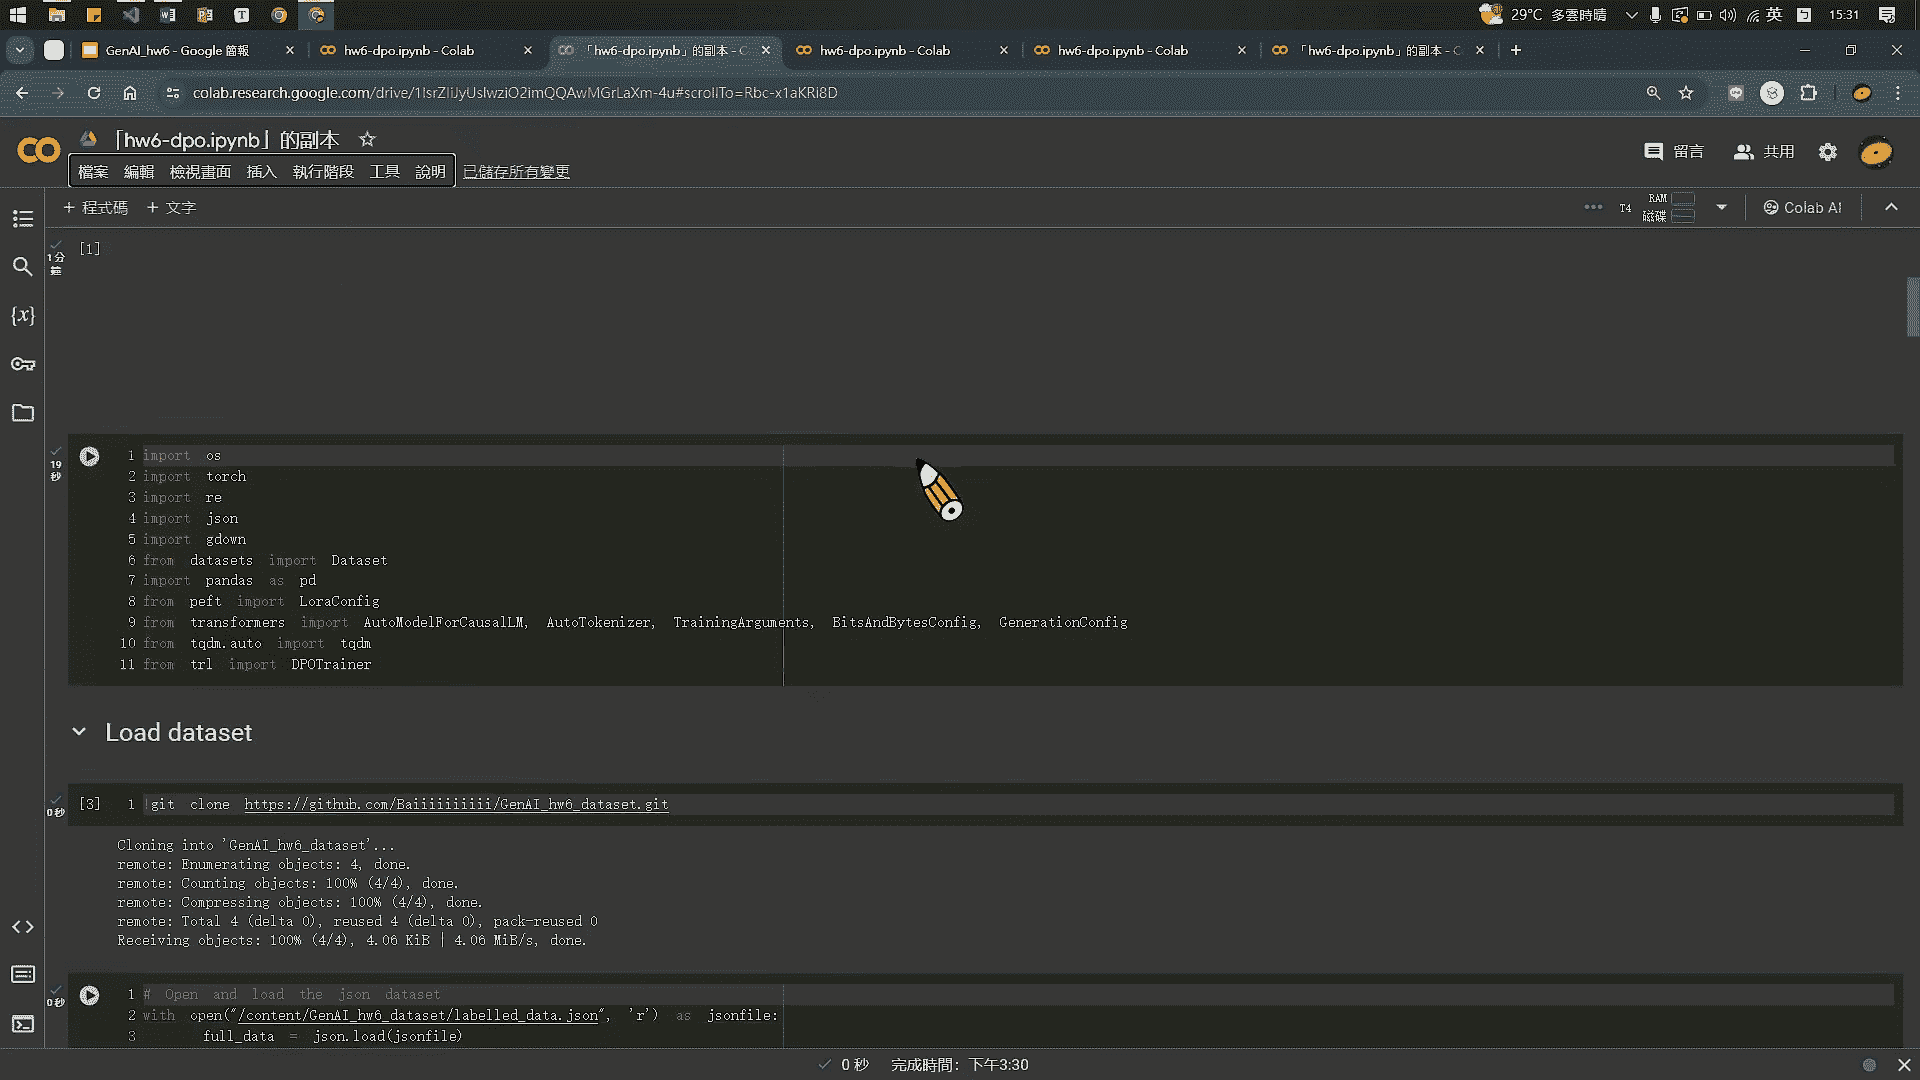 29°C 多雲時晴
英
15:31
GenAI_hw6 - Google 簡報
hw6-dpo.ipynb - Colab
「hw6-dpo.ipynb」的副本 - C
hw6-dpo.ipynb - Colab
hw6-dpo.ipynb - Colab
「hw6-dpo.ipynb」的副本 - C
「hw6-dpo.ipynb」的副本
留言
共用
檔案 編輯 檢視畫面 插入 執行階段 工具 說明 已儲存所有變更
+ 程式碼 + 文字
T4
RAM
磁碟
Colab AI
1 分鐘
[1]
19 秒
1 import os
2 import torch
3 import re
4 import json
5 import gdown
6 from datasets import Dataset
7 import pandas as pd
8 from peft import LoraConfig
9 from transformers import AutoModelForCausalLM, AutoTokenizer, TrainingArguments, BitsAndBytesConfig, GenerationConfig
10 from tqdm.auto import tqdm
11 from trl import DPOTrainer
Load dataset
0秒
[3] 1 !git clone https://github.com/Baiiiiiiiiii/GenAI_hw6_dataset.git
Cloning into 'GenAI_hw6_dataset'...
remote: Enumerating objects: 4, done.
remote: Counting objects: 100% (4/4), done.
remote: Compressing objects: 100% (4/4), done.
remote: Total 4 (delta 0), reused 4 (delta 0), pack-reused 0
Receiving objects: 100% (4/4), 4.06 KiB | 4.06 MiB/s, done.
0秒
1 # Open and load the json dataset
2 with open("/content/GenAI_hw6_dataset/labelled_data.json", 'r') as jsonfile:
3 full_data = json.load(jsonfile)
0 秒 完成時間：下午3:30